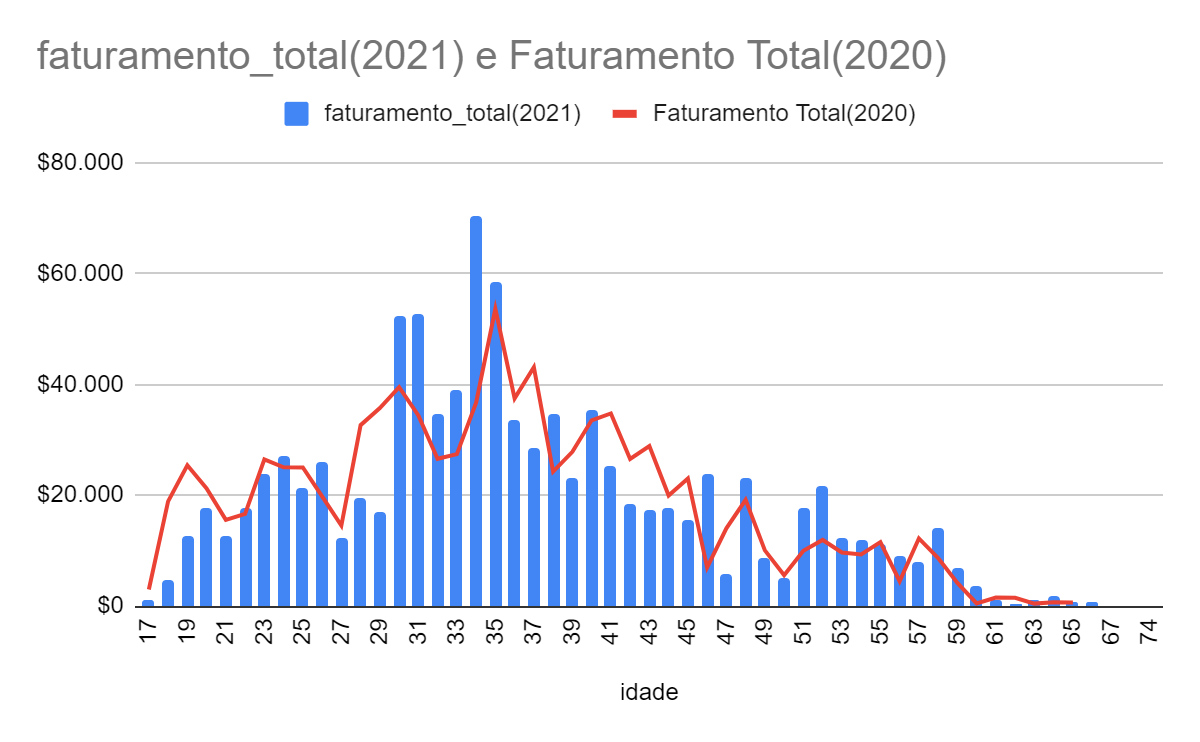 faturamento_total(2021) e Faturamento Total(2020)
faturamento_total(2021) Faturamento Total(2020)
$80.000
$60.000
$40.000
$20.000
$0
17 19 21 23 25 27 29 31 33 35 37 39 41 43 45 47 49 51 53 55 57 59 61 63 65 67 74
idade